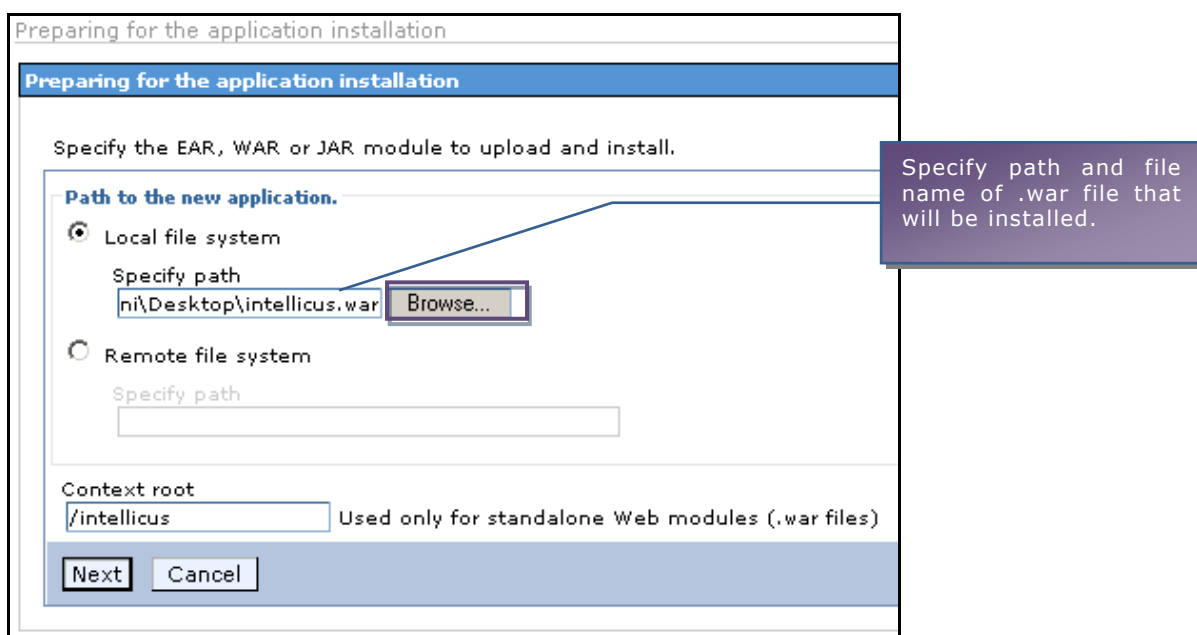 Preparing for the application installation
Preparing for the application installation
Specify the EAR, WAR or JAR module to upload and install.
Path to the new application.
Local file system
Specify path
ni\Desktop\intellicus.war Browse...
Remote file system
Specify path
Context root
/intellicus Used only for standalone Web modules (.war files)
Next Cancel
Specify path and file
name of .war file that
will be installed.